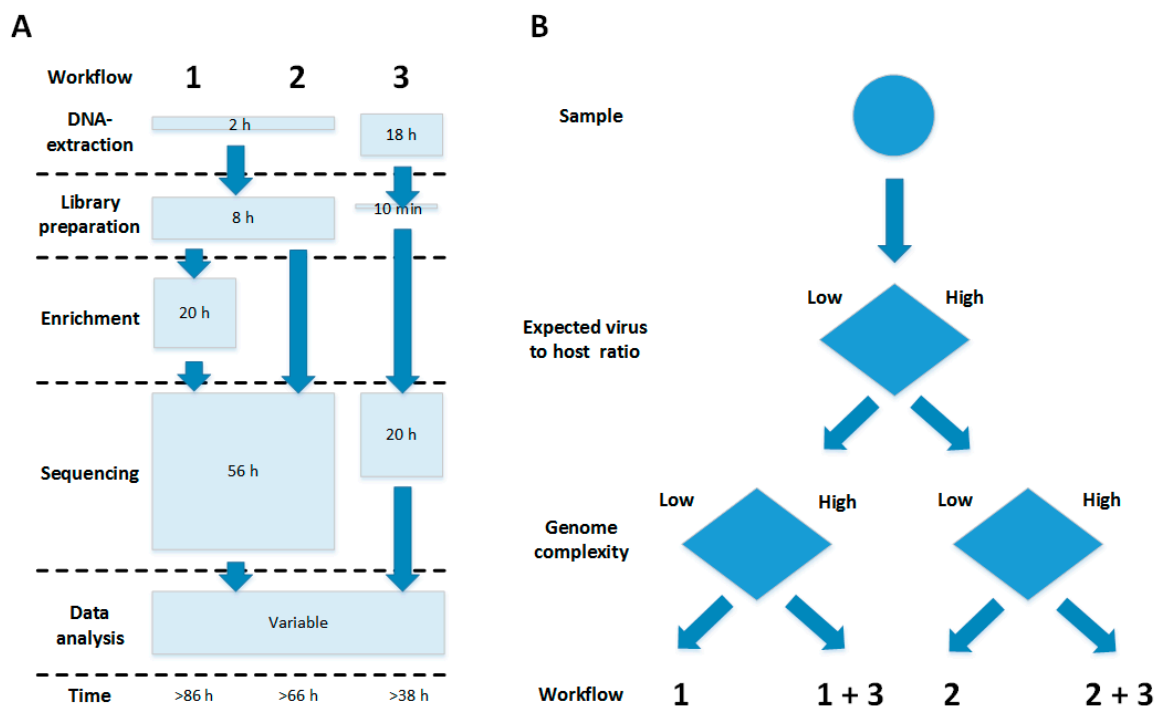 A
Workflow 1 2 3
DNA-
extraction
2 h
18 h
Library
preparation
8 h
10 min
Enrichment
20 h
Sequencing
56 h
20 h
Data
analysis
Variable
Time >86 h >66 h >38 h
B
Sample
Low High
Expected virus
to host ratio
Low High Low High
Genome
complexity
Workflow 1 1 + 3 2 2 + 3